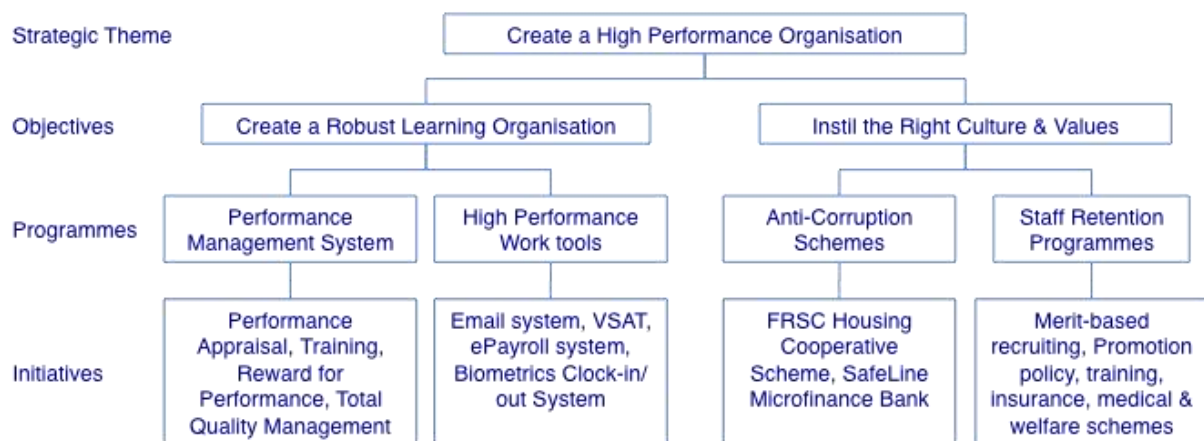 Strategic Theme
Create a High Performance Organisation
Objectives
Create a Robust Learning Organisation
Instil the Right Culture & Values
Programmes
Performance
Management System
High Performance
Work tools
Anti-Corruption
Schemes
Staff Retention
Programmes
Initiatives
Performance
Appraisal, Training,
Reward for
Performance, Total
Quality Management
Email system, VSAT,
ePayroll system,
Biometrics Clock-in/
out System
FRSC Housing
Cooperative
Scheme, SafeLine
Microfinance Bank
Merit-based
recruiting, Promotion
policy, training,
insurance, medical &
welfare schemes